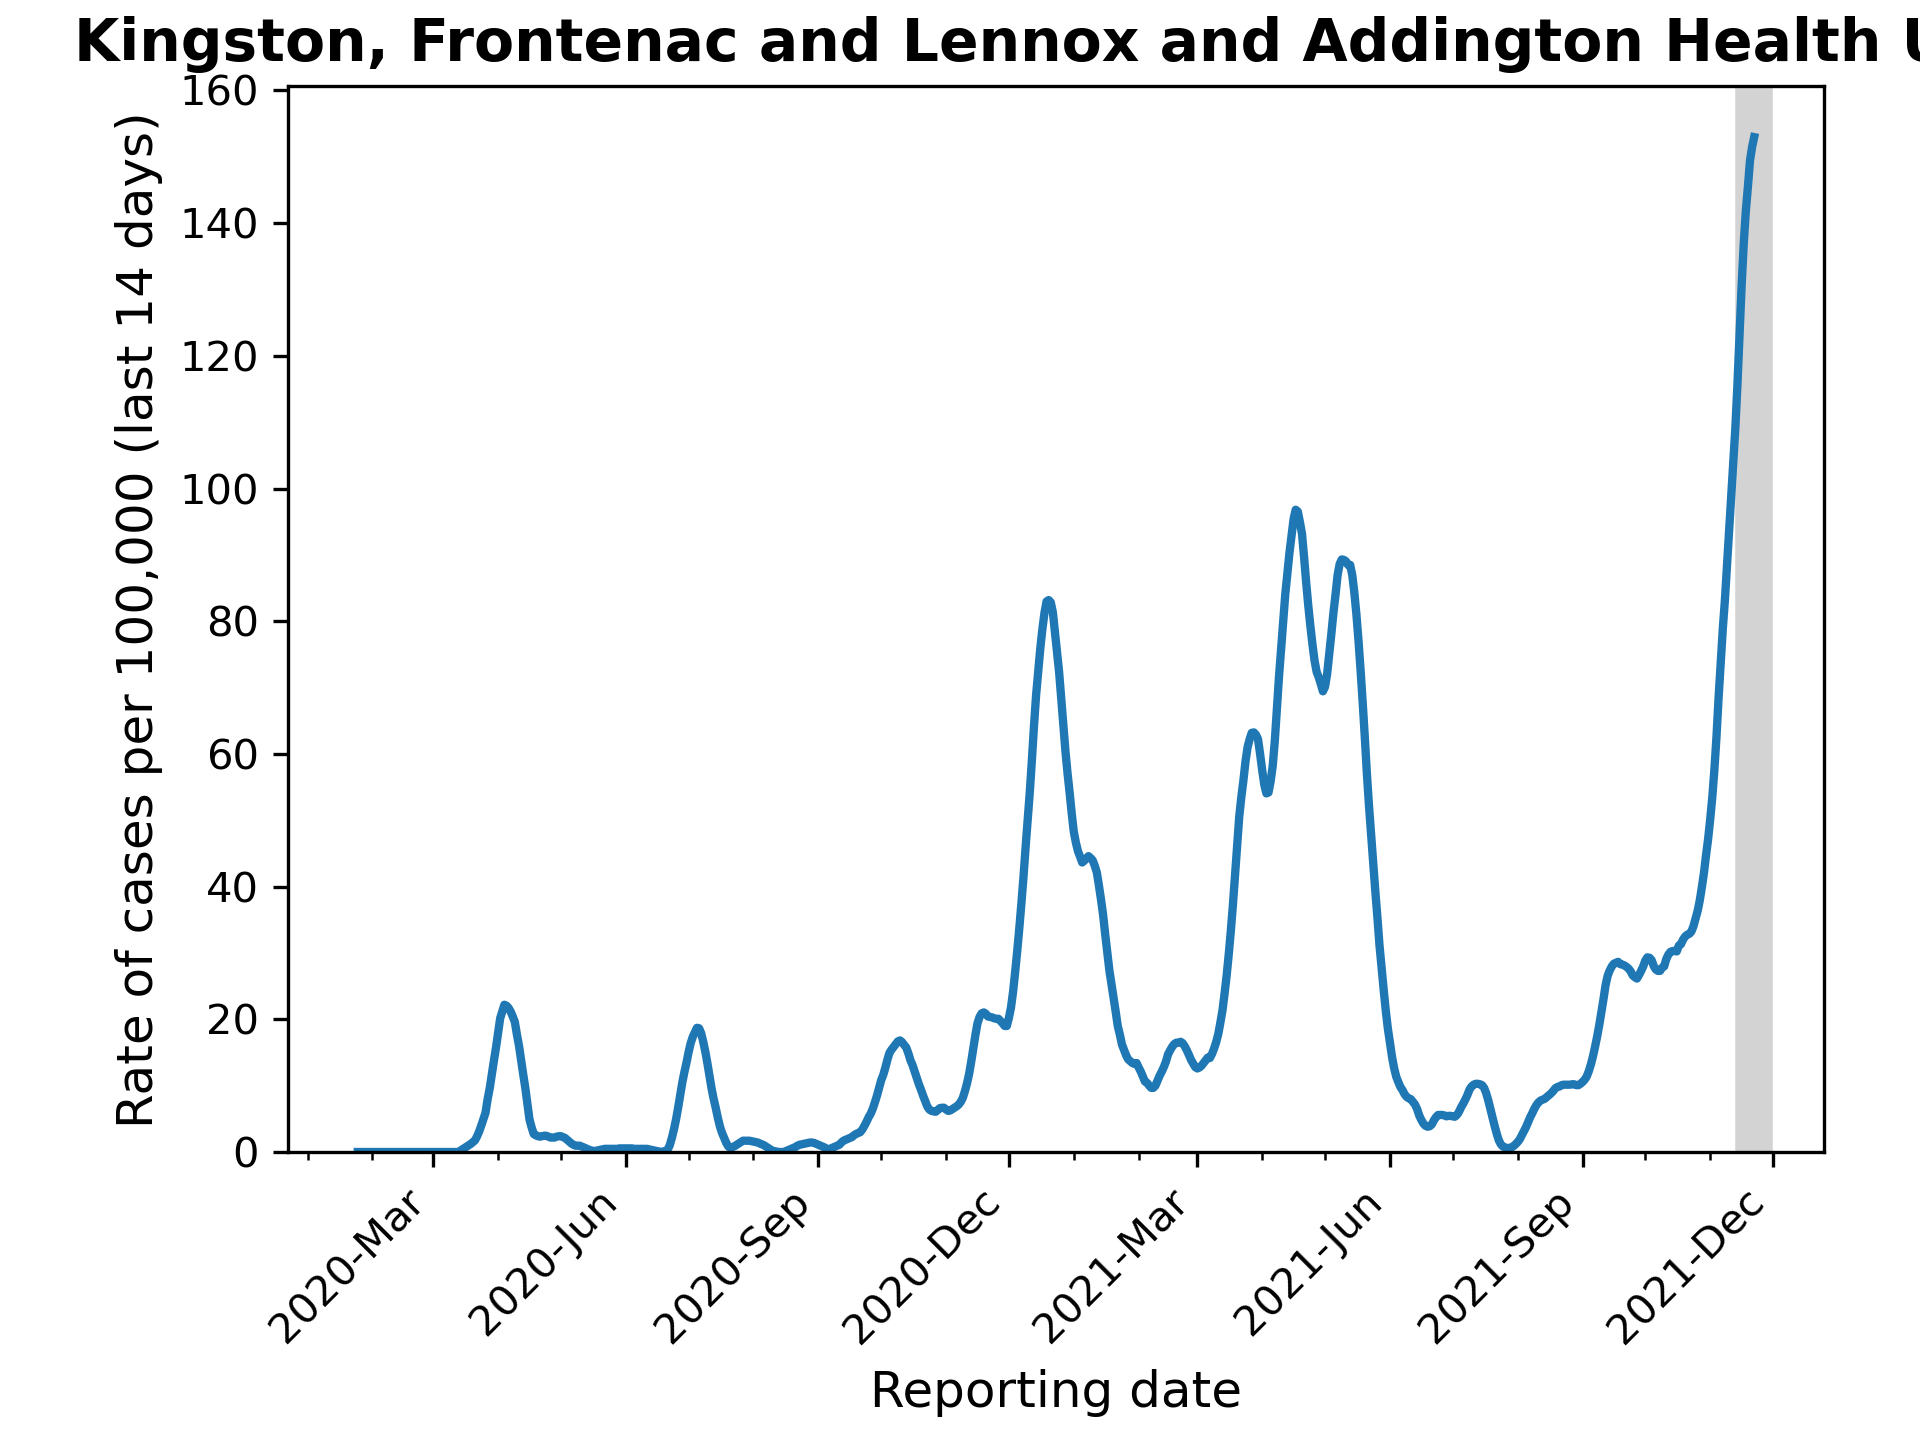 Kingston, Frontenac and Lennox and Addington Health U
Rate of cases per 100,000 (last 14 days)
160
140
120
100
80
60
40
20
0
2020-Mar
2020-Jun
2020-Sep
2020-Dec
2021-Mar
2021-Jun
2021-Sep
2021-Dec
Reporting date